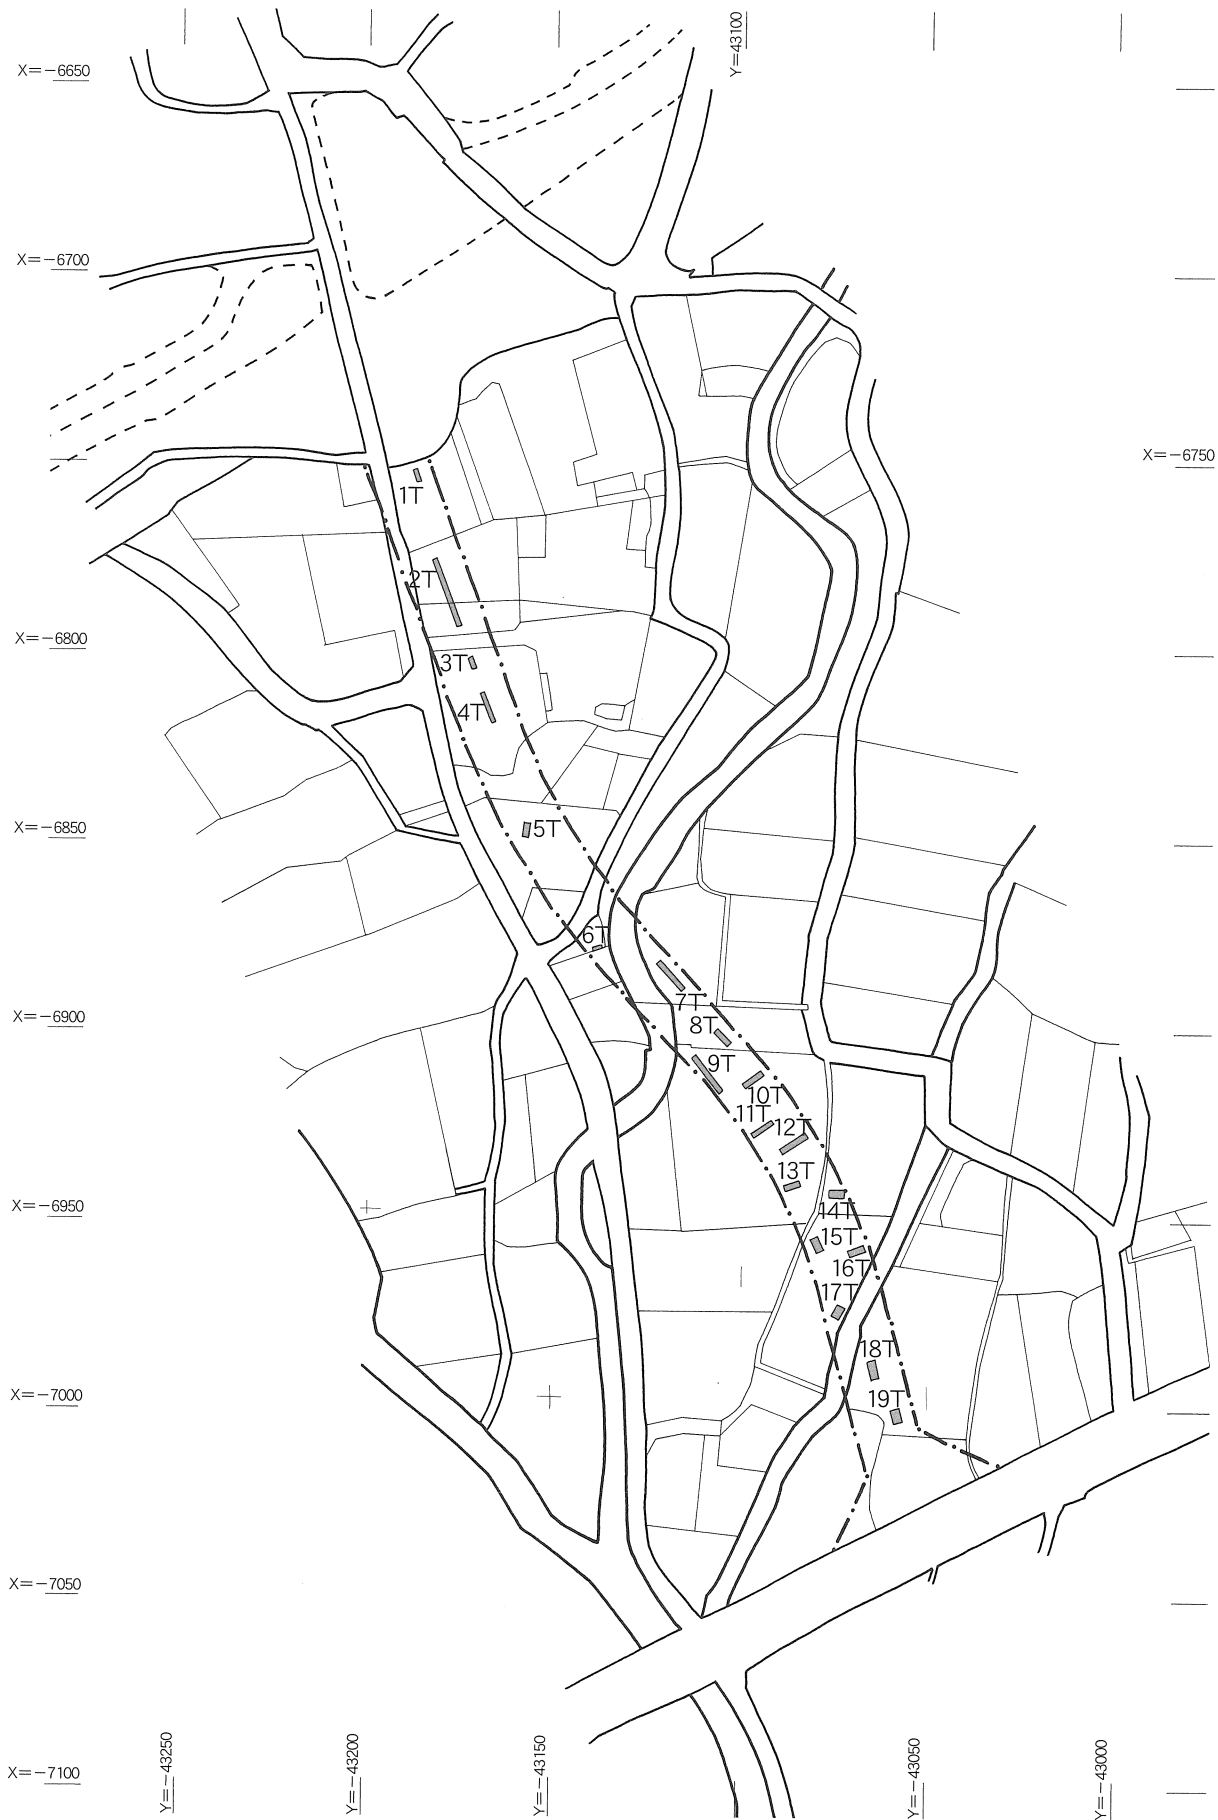 Y=43100
X=−6650
X=−6700
X=−6750
1T
2T
X=−6800
3T
4T
X=−6850
5T
6T
7T
X=−6900
8T
9T
10T
11T
12T
13T
X=−6950
14T
15T
16T
17T
18T
X=−7000
19T
X=−7050
Y=−43250
Y=−43200
Y=−43150
Y=−43050
Y=−43000
X=−7100